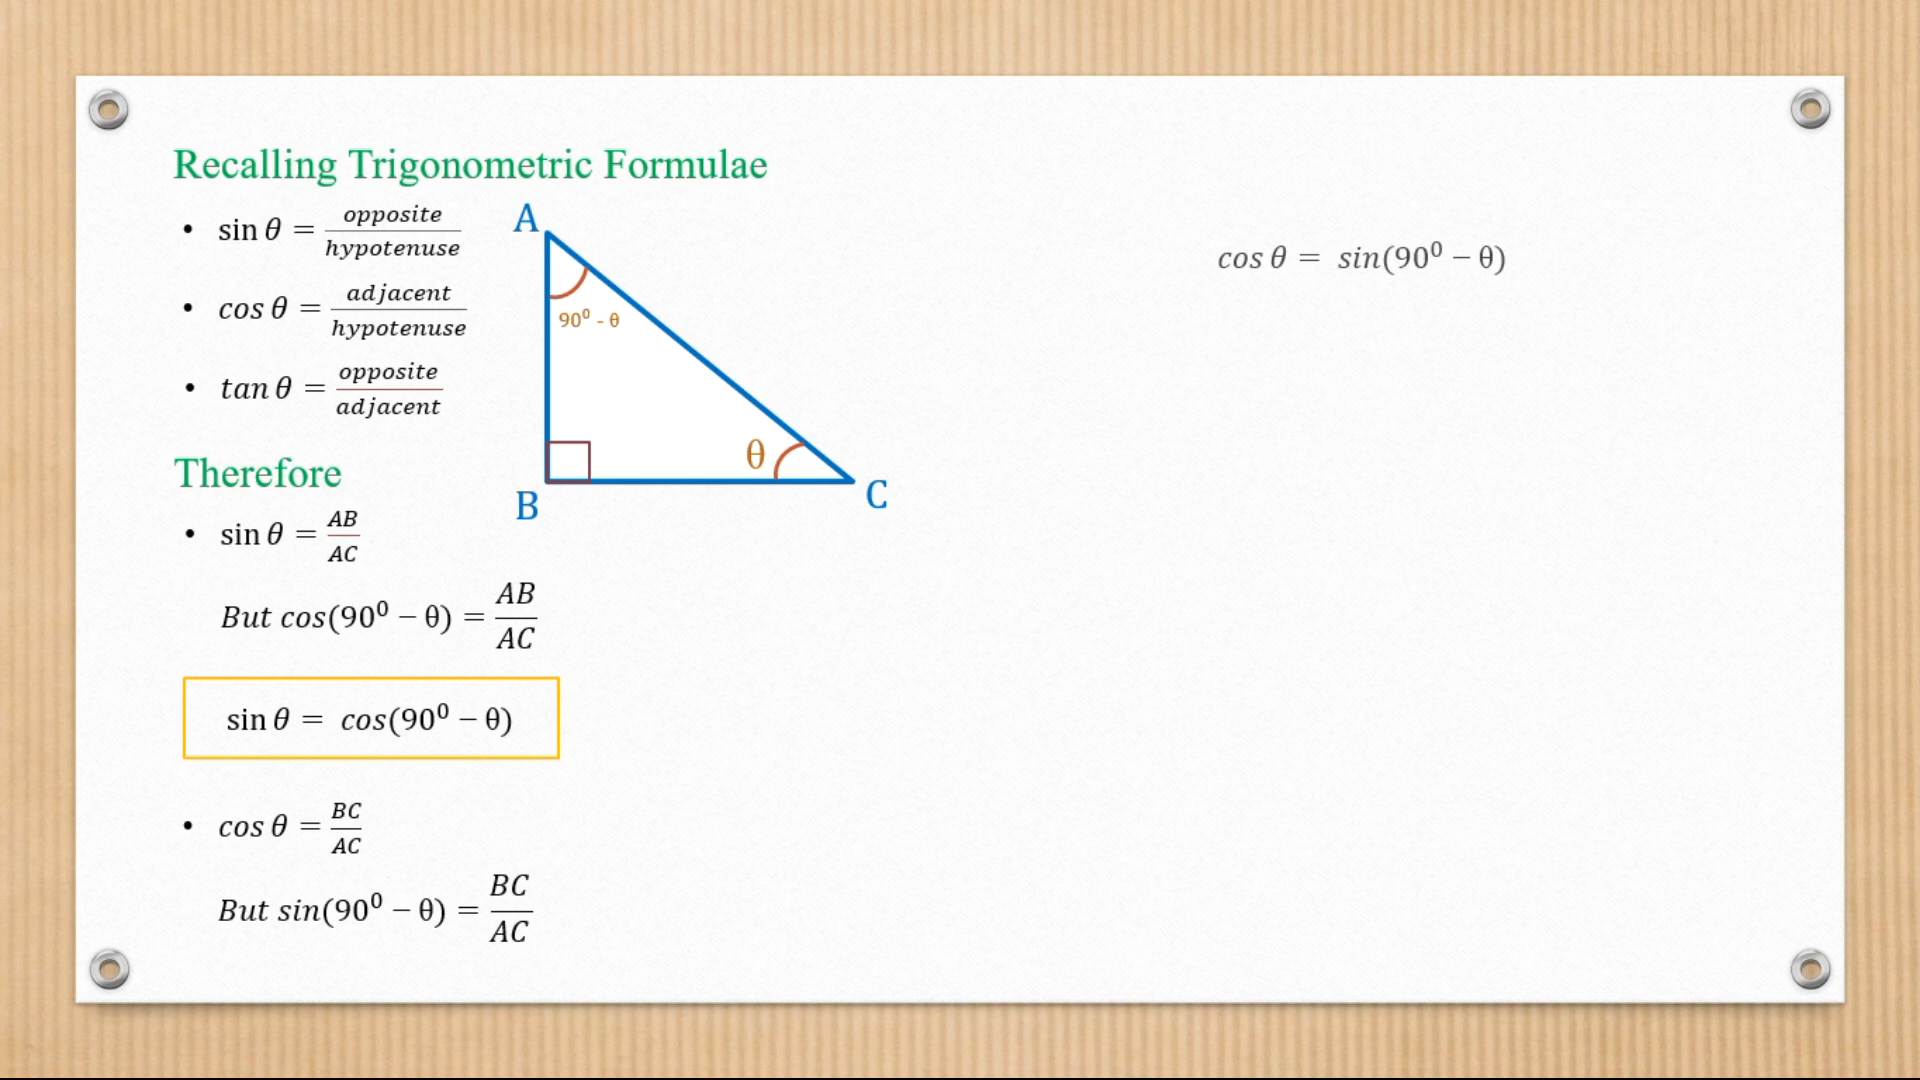 Recalling Trigonometric Formulae
• sin θ = opposite/hypotenuse
• cos θ = adjacent/hypotenuse
• tan θ = opposite/adjacent
A
90⁰ - θ
θ
B
C
Therefore
• sin θ = AB/AC
But cos(90⁰ − θ) = AB/AC
sin θ = cos(90⁰ − θ)
• cos θ = BC/AC
But sin(90⁰ − θ) = BC/AC
cos θ = sin(90⁰ − θ)